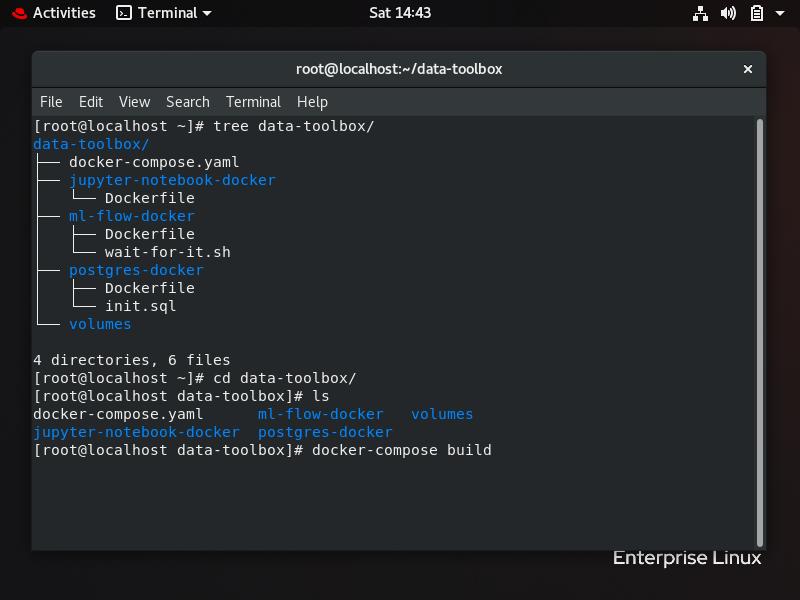 Activities Terminal Sat 14:43
root@localhost:~/data-toolbox
File Edit View Search Terminal Help
[root@localhost ~]# tree data-toolbox/
data-toolbox/
├── docker-compose.yaml
├── jupyter-notebook-docker
│   └── Dockerfile
├── ml-flow-docker
│   ├── Dockerfile
│   └── wait-for-it.sh
├── postgres-docker
│   ├── Dockerfile
│   └── init.sql
└── volumes
4 directories, 6 files
[root@localhost ~]# cd data-toolbox/
[root@localhost data-toolbox]# ls
docker-compose.yaml      ml-flow-docker   volumes
jupyter-notebook-docker  postgres-docker
[root@localhost data-toolbox]# docker-compose build
Enterprise Linux